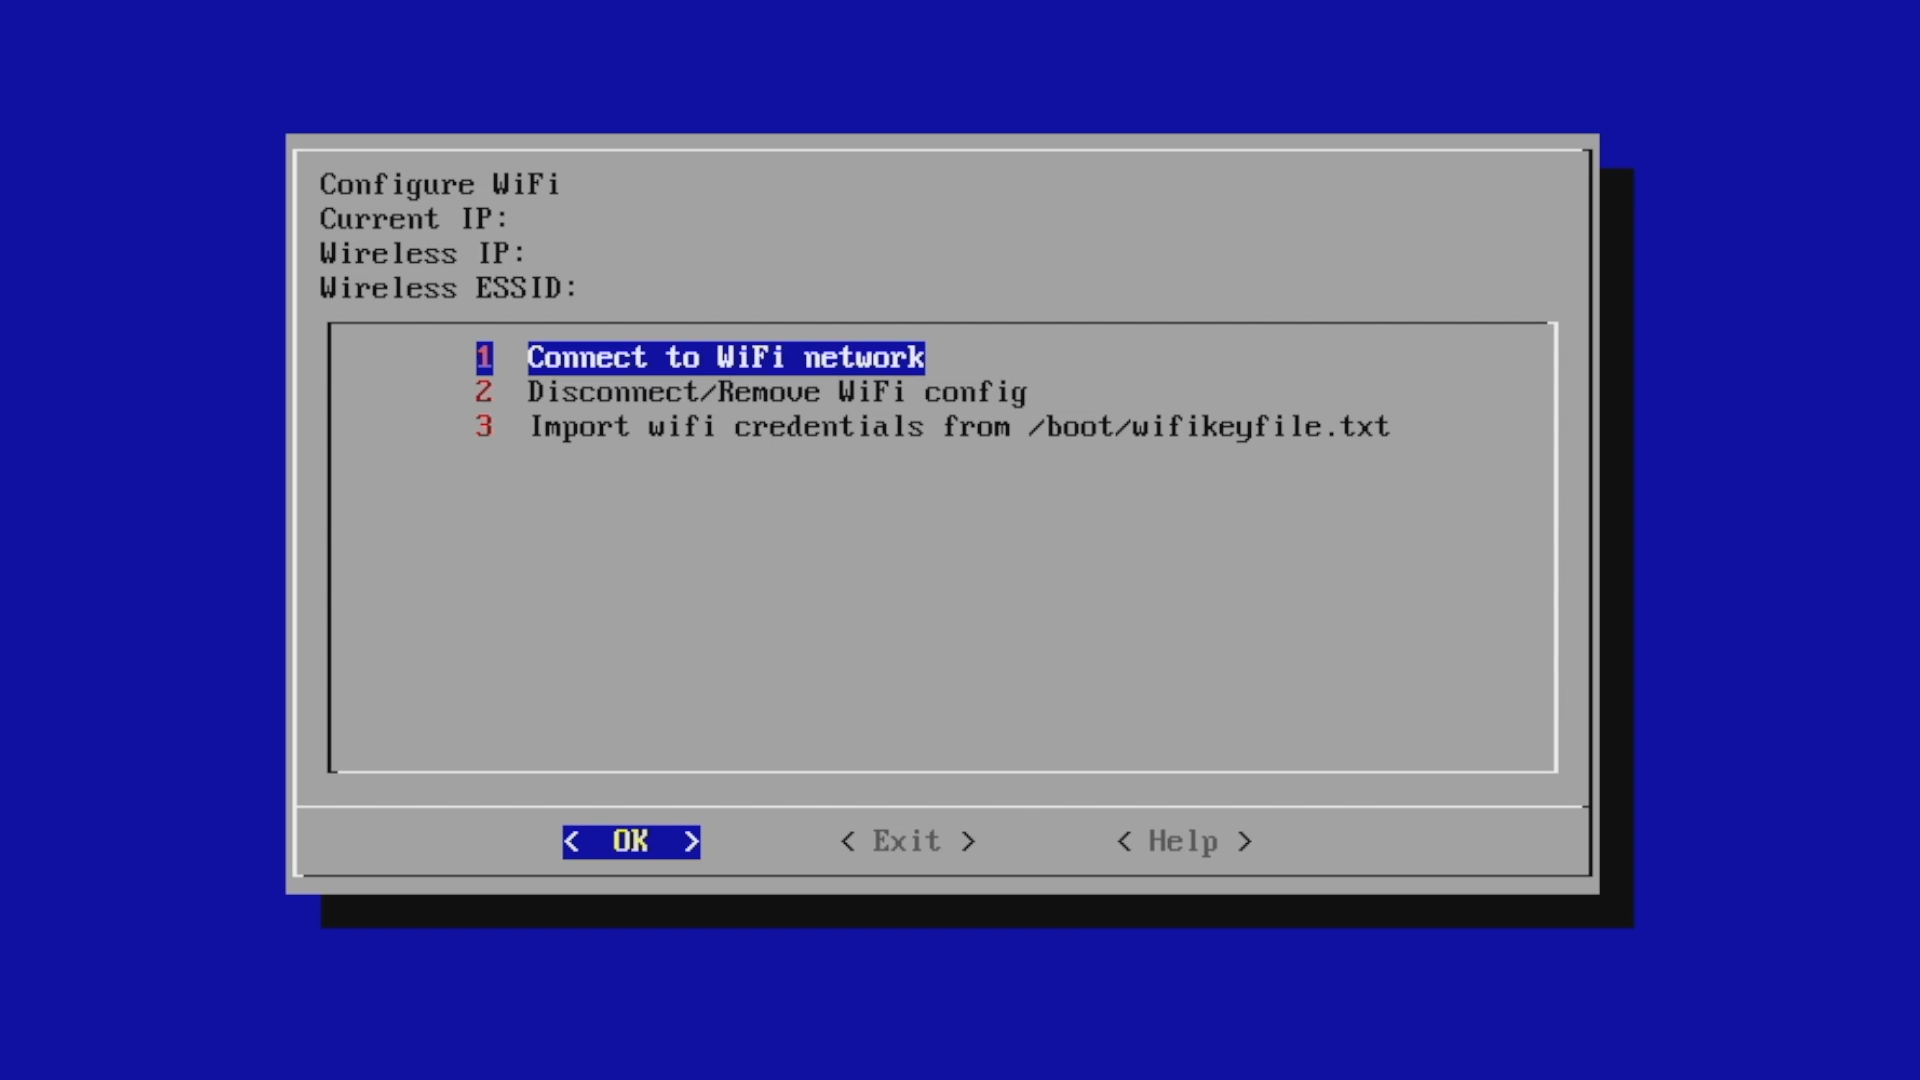 Configure WiFi
Current IP:
Wireless IP:
Wireless ESSID:
1 Connect to WiFi network
2 Disconnect/Remove WiFi config
3 Import wifi credentials from /boot/wifikeyfile.txt
< OK > < Exit > < Help >